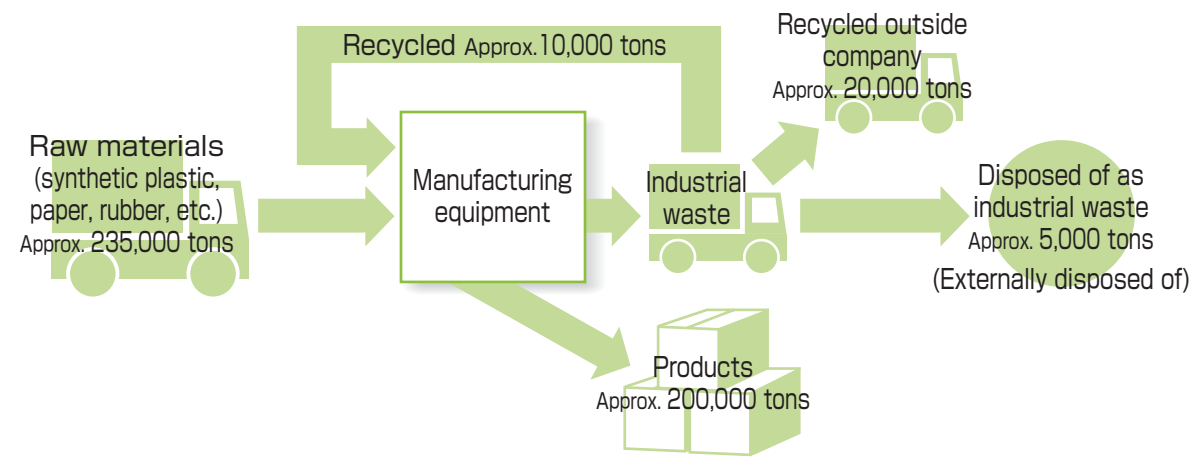 Recycled Approx.10,000 tons
Recycled outside
company
Approx. 20,000 tons
Raw materials
(synthetic plastic,
paper, rubber, etc.)
Approx. 235,000 tons
Manufacturing
equipment
Industrial
waste
Disposed of as
industrial waste
Approx. 5,000 tons
(Externally disposed of)
Products
Approx. 200,000 tons